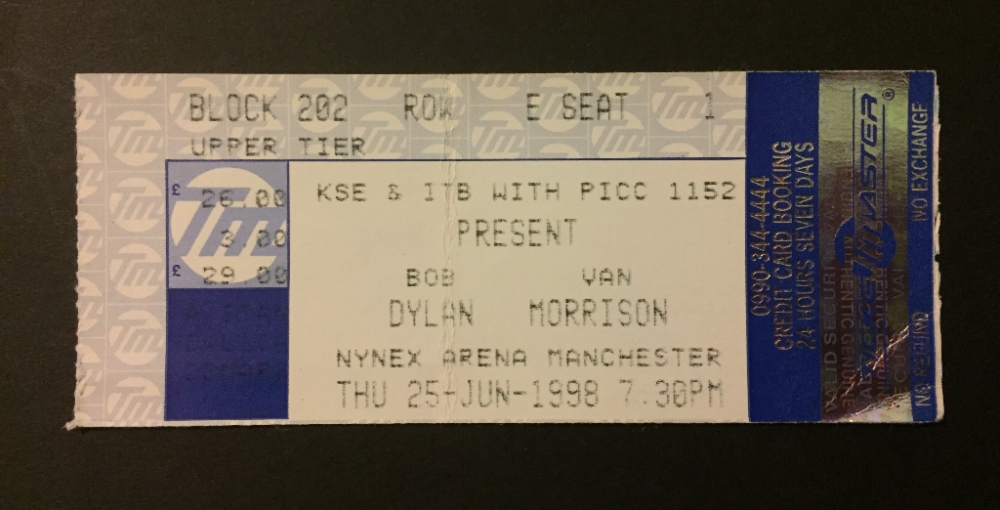 BLOCK 202 ROW E SEAT 1
UPPER TIER
£ 26.00
3.00
£ 29.00
KSE & ITB WITH PICC 1152
PRESENT
BOB VAN
DYLAN MORRISON
NYNEX ARENA MANCHESTER
THU 25-JUN-1998 7.30PM
0990-344-4444
CREDIT CARD BOOKING
24 HOURS SEVEN DAYS
NO REFUND NO EXCHANGE